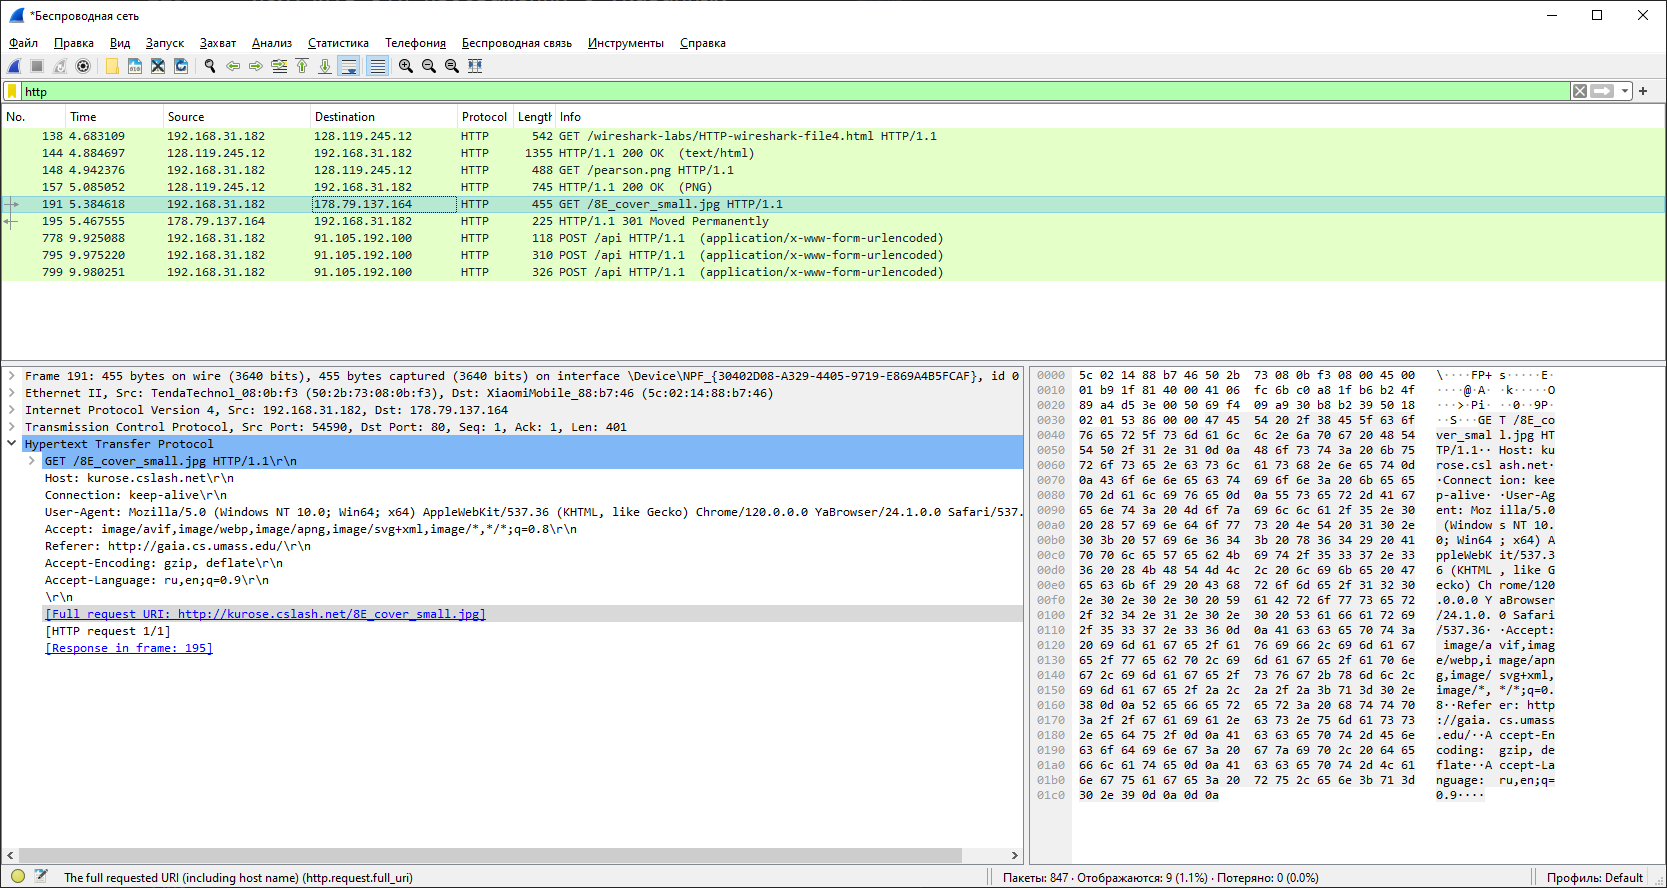 *Беспроводная сеть
Файл Правка Вид Запуск Захват Анализ Статистика Телефония Беспроводная связь Инструменты Справка
http
No. Time Source Destination Protocol Length Info
138 4.683109 192.168.31.182 128.119.245.12 HTTP 542 GET /wireshark-labs/HTTP-wireshark-file4.html HTTP/1.1
144 4.884697 128.119.245.12 192.168.31.182 HTTP 1355 HTTP/1.1 200 OK  (text/html)
148 4.942376 192.168.31.182 128.119.245.12 HTTP 488 GET /pearson.png HTTP/1.1
157 5.085052 128.119.245.12 192.168.31.182 HTTP 745 HTTP/1.1 200 OK  (PNG)
191 5.384618 192.168.31.182 178.79.137.164 HTTP 455 GET /8E_cover_small.jpg HTTP/1.1
195 5.467555 178.79.137.164 192.168.31.182 HTTP 225 HTTP/1.1 301 Moved Permanently
778 9.925088 192.168.31.182 91.105.192.100 HTTP 118 POST /api HTTP/1.1  (application/x-www-form-urlencoded)
795 9.975220 192.168.31.182 91.105.192.100 HTTP 310 POST /api HTTP/1.1  (application/x-www-form-urlencoded)
799 9.980251 192.168.31.182 91.105.192.100 HTTP 326 POST /api HTTP/1.1  (application/x-www-form-urlencoded)
Frame 191: 455 bytes on wire (3640 bits), 455 bytes captured (3640 bits) on interface \Device\NPF_{30402D08-A329-4405-9719-E869A4B5FCAF}, id 0
Ethernet II, Src: TendaTechnol_08:0b:f3 (50:2b:73:08:0b:f3), Dst: XiaomiMobile_88:b7:46 (5c:02:14:88:b7:46)
Internet Protocol Version 4, Src: 192.168.31.182, Dst: 178.79.137.164
Transmission Control Protocol, Src Port: 54590, Dst Port: 80, Seq: 1, Ack: 1, Len: 401
Hypertext Transfer Protocol
GET /8E_cover_small.jpg HTTP/1.1\r\n
Host: kurose.cslash.net\r\n
Connection: keep-alive\r\n
User-Agent: Mozilla/5.0 (Windows NT 10.0; Win64; x64) AppleWebKit/537.36 (KHTML, like Gecko) Chrome/120.0.0.0 YaBrowser/24.1.0.0 Safari/537.
Accept: image/avif,image/webp,image/apng,image/svg+xml,image/*,*/*;q=0.8\r\n
Referer: http://gaia.cs.umass.edu/\r\n
Accept-Encoding: gzip, deflate\r\n
Accept-Language: ru,en;q=0.9\r\n
\r\n
[Full request URI: http://kurose.cslash.net/8E_cover_small.jpg]
[HTTP request 1/1]
[Response in frame: 195]
0000 5c 02 14 88 b7 46 50 2b 73 08 0b f3 08 00 45 00 \····FP+ s·····E·
0010 01 b9 1f 81 40 00 41 06 fc 6b c0 a8 1f b6 b2 4f ····@·A· ·k·····O
0020 89 a4 d5 3e 00 50 69 f4 09 a9 30 b8 b2 39 50 18 ···>·Pi· ··0··9P·
0030 02 01 53 86 00 00 47 45 54 20 2f 38 45 5f 63 6f ··S···GE T /8E_co
0040 76 65 72 5f 73 6d 61 6c 6c 2e 6a 70 67 20 48 54 ver_smal l.jpg HT
0050 54 50 2f 31 2e 31 0d 0a 48 6f 73 74 3a 20 6b 75 TP/1.1·· Host: ku
0060 72 6f 73 65 2e 63 73 6c 61 73 68 2e 6e 65 74 0d rose.csl ash.net·
0070 0a 43 6f 6e 6e 65 63 74 69 6f 6e 3a 20 6b 65 65 ·Connect ion: kee
0080 70 2d 61 6c 69 76 65 0d 0a 55 73 65 72 2d 41 67 p-alive· ·User-Ag
0090 65 6e 74 3a 20 4d 6f 7a 69 6c 6c 61 2f 35 2e 30 ent: Moz illa/5.0
00a0 20 28 57 69 6e 64 6f 77 73 20 4e 54 20 31 30 2e (Window s NT 10.
00b0 30 3b 20 57 69 6e 36 34 3b 20 78 36 34 29 20 41 0; Win64 ; x64) A
00c0 70 70 6c 65 57 65 62 4b 69 74 2f 35 33 37 2e 33 ppleWebK it/537.3
00d0 36 20 28 4b 48 54 4d 4c 2c 20 6c 69 6b 65 20 47 6 (KHTML , like G
00e0 65 63 6b 6f 29 20 43 68 72 6f 6d 65 2f 31 32 30 ecko) Ch rome/120
00f0 2e 30 2e 30 2e 30 20 59 61 42 72 6f 77 73 65 72 .0.0.0 Y aBrowser
0100 2f 32 34 2e 31 2e 30 2e 30 20 53 61 66 61 72 69 /24.1.0. 0 Safari
0110 2f 35 33 37 2e 33 36 0d 0a 41 63 63 65 70 74 3a /537.36· ·Accept:
0120 20 69 6d 61 67 65 2f 61 76 69 66 2c 69 6d 61 67 image/a vif,imag
0130 65 2f 77 65 62 70 2c 69 6d 61 67 65 2f 61 70 6e e/webp,i mage/apn
0140 67 2c 69 6d 61 67 65 2f 73 76 67 2b 78 6d 6c 2c g,image/ svg+xml,
0150 69 6d 61 67 65 2f 2a 2c 2a 2f 2a 3b 71 3d 30 2e image/*, */*;q=0.
0160 38 0d 0a 52 65 66 65 72 65 72 3a 20 68 74 74 70 8··Refer er: http
0170 3a 2f 2f 67 61 69 61 2e 63 73 2e 75 6d 61 73 73 ://gaia. cs.umass
0180 2e 65 64 75 2f 0d 0a 41 63 63 65 70 74 2d 45 6e .edu/··A ccept-En
0190 63 6f 64 69 6e 67 3a 20 67 7a 69 70 2c 20 64 65 coding: gzip, de
01a0 66 6c 61 74 65 0d 0a 41 63 63 65 70 74 2d 4c 61 flate··A ccept-La
01b0 6e 67 75 61 67 65 3a 20 72 75 2c 65 6e 3b 71 3d nguage: ru,en;q=
01c0 30 2e 39 0d 0a 0d 0a 0.9····
The full requested URI (including host name) (http.request.full_uri)
Пакеты: 847 · Отображаются: 9 (1.1%) · Потеряно: 0 (0.0%)
Профиль: Default